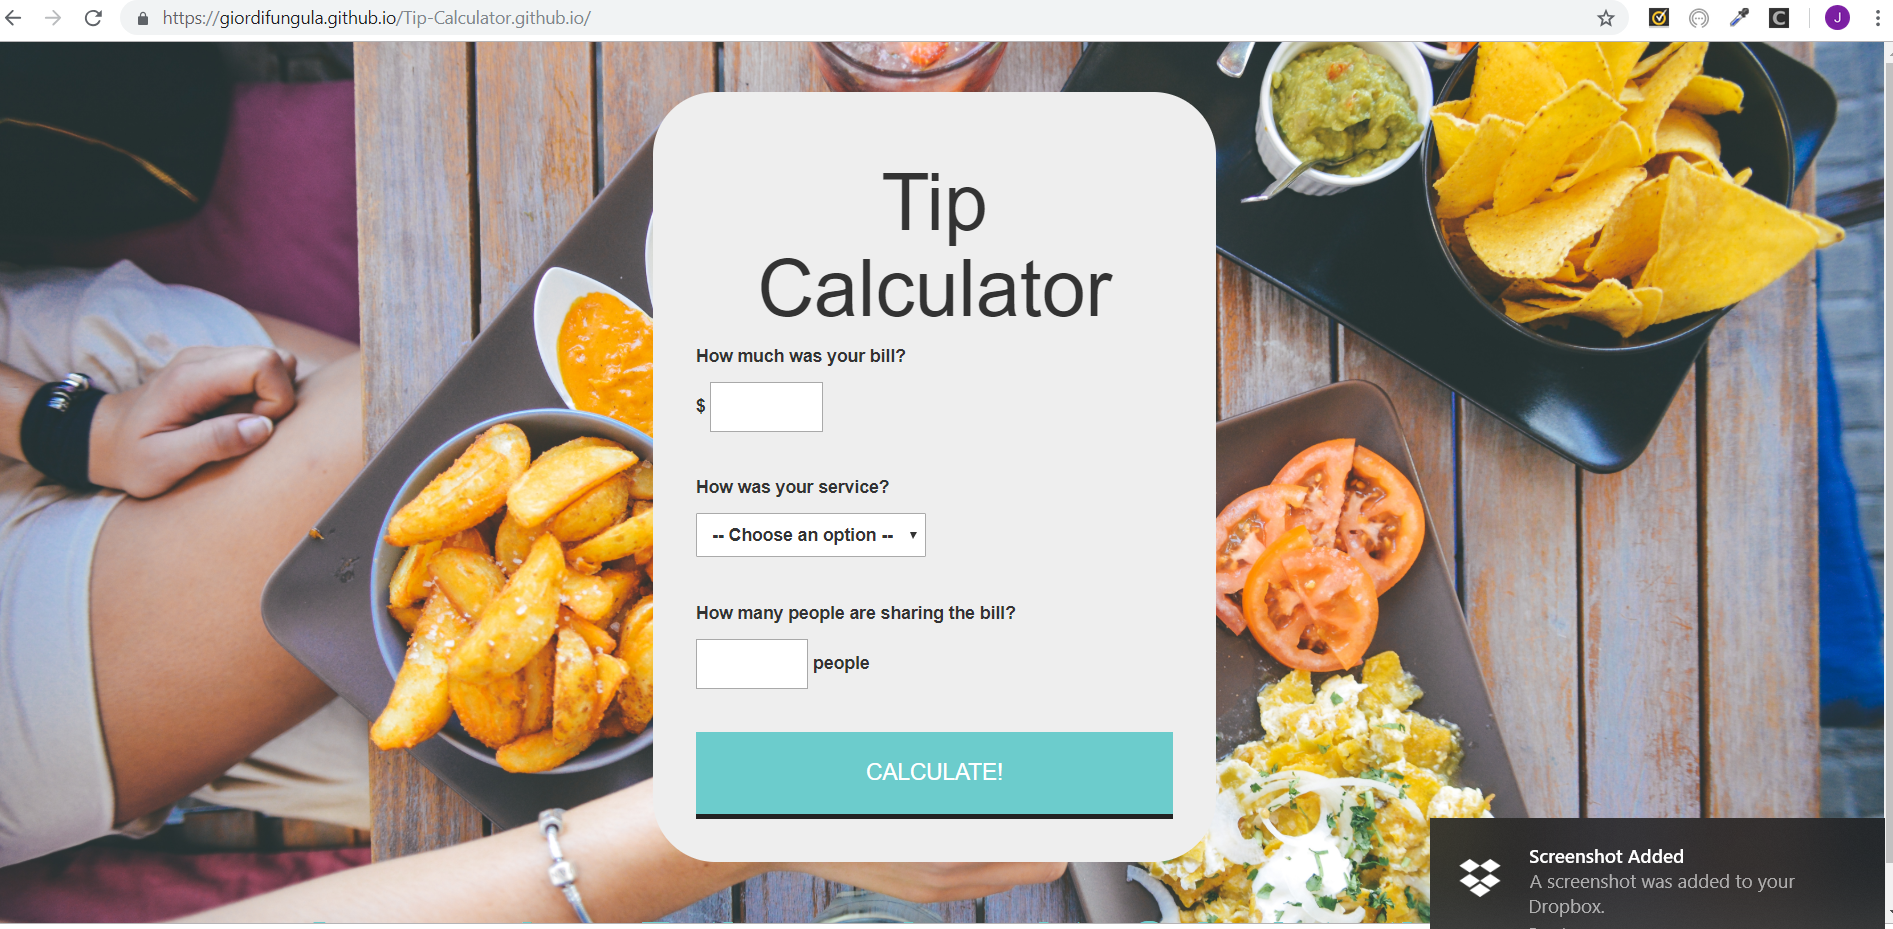 https://giordifungula.github.io/Tip-Calculator.github.io/
J
C
Tip
Calculator
How much was your bill?
$
How was your service?
-- Choose an option --
How many people are sharing the bill?
people
CALCULATE!
Screenshot Added
A screenshot was added to your
Dropbox.